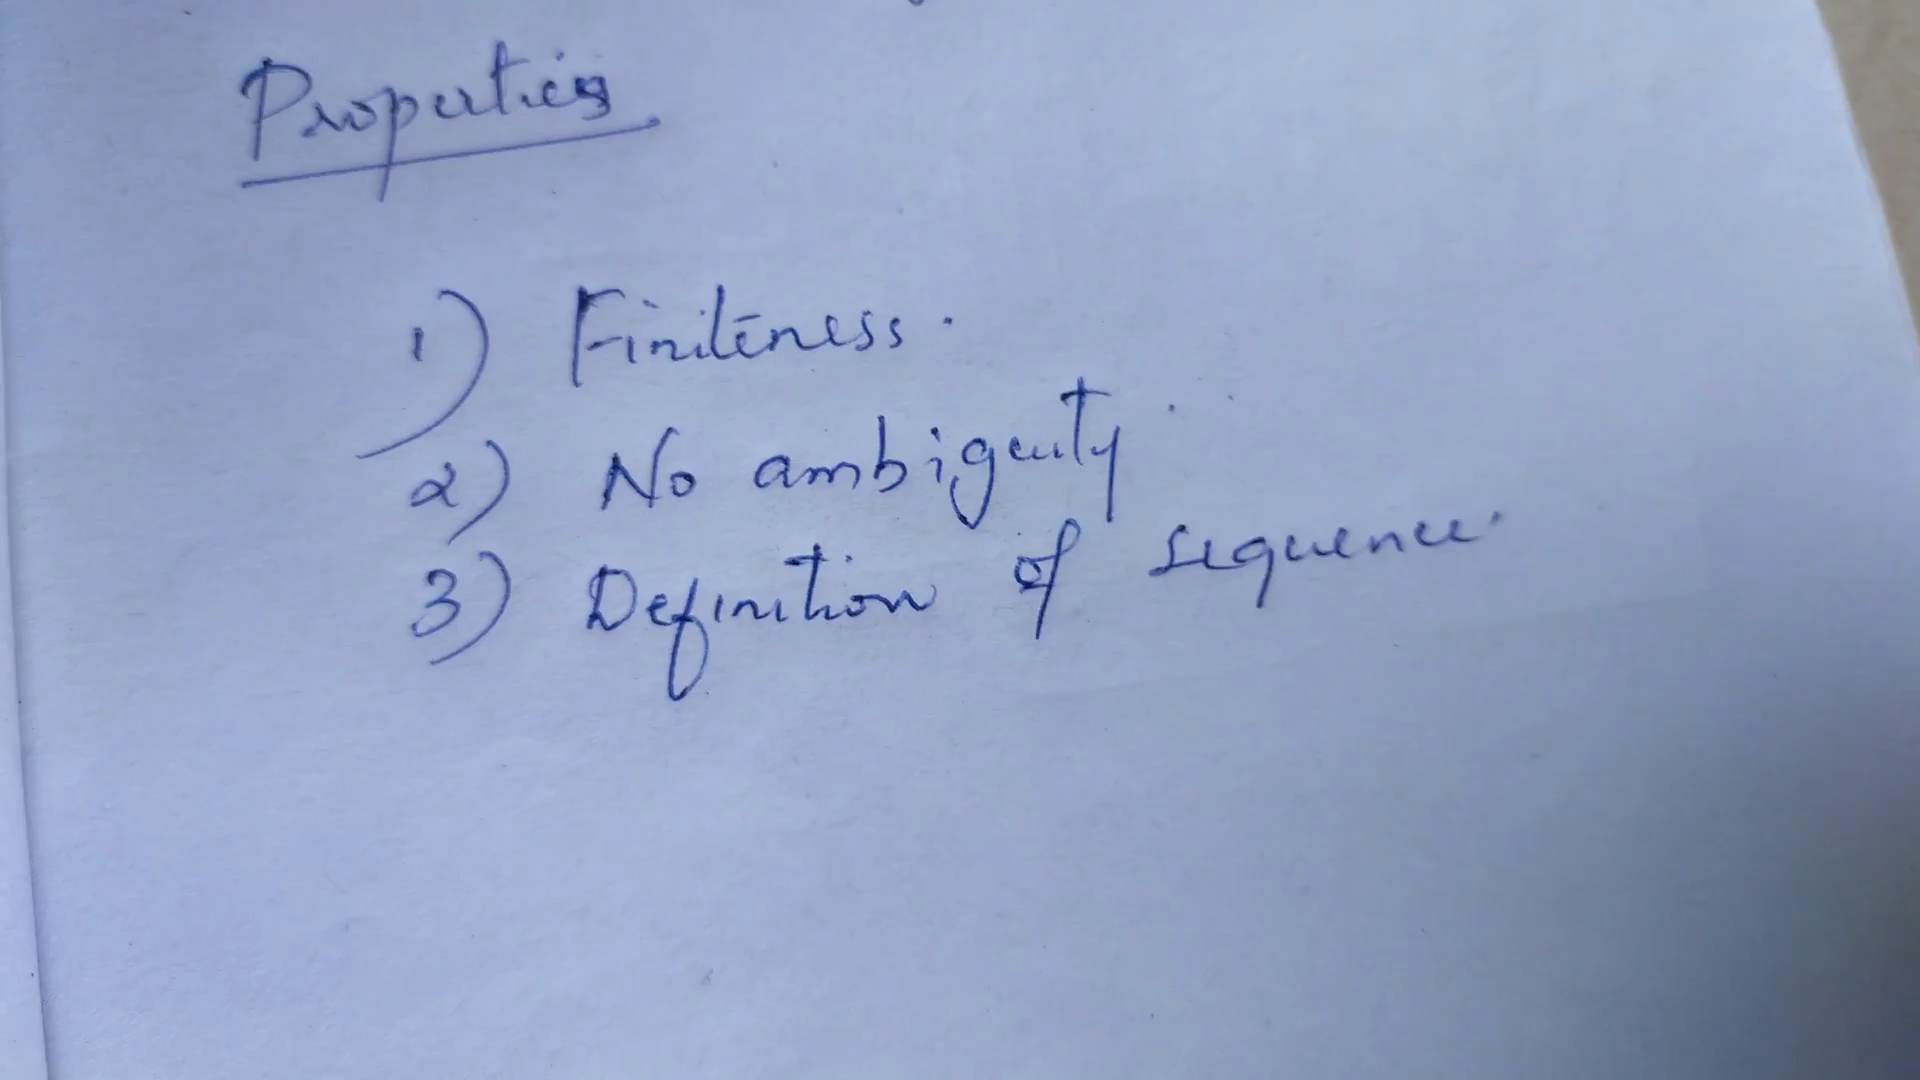 Properties
1) Finiteness.
2) No ambiguity.
3) Definition of sequence.